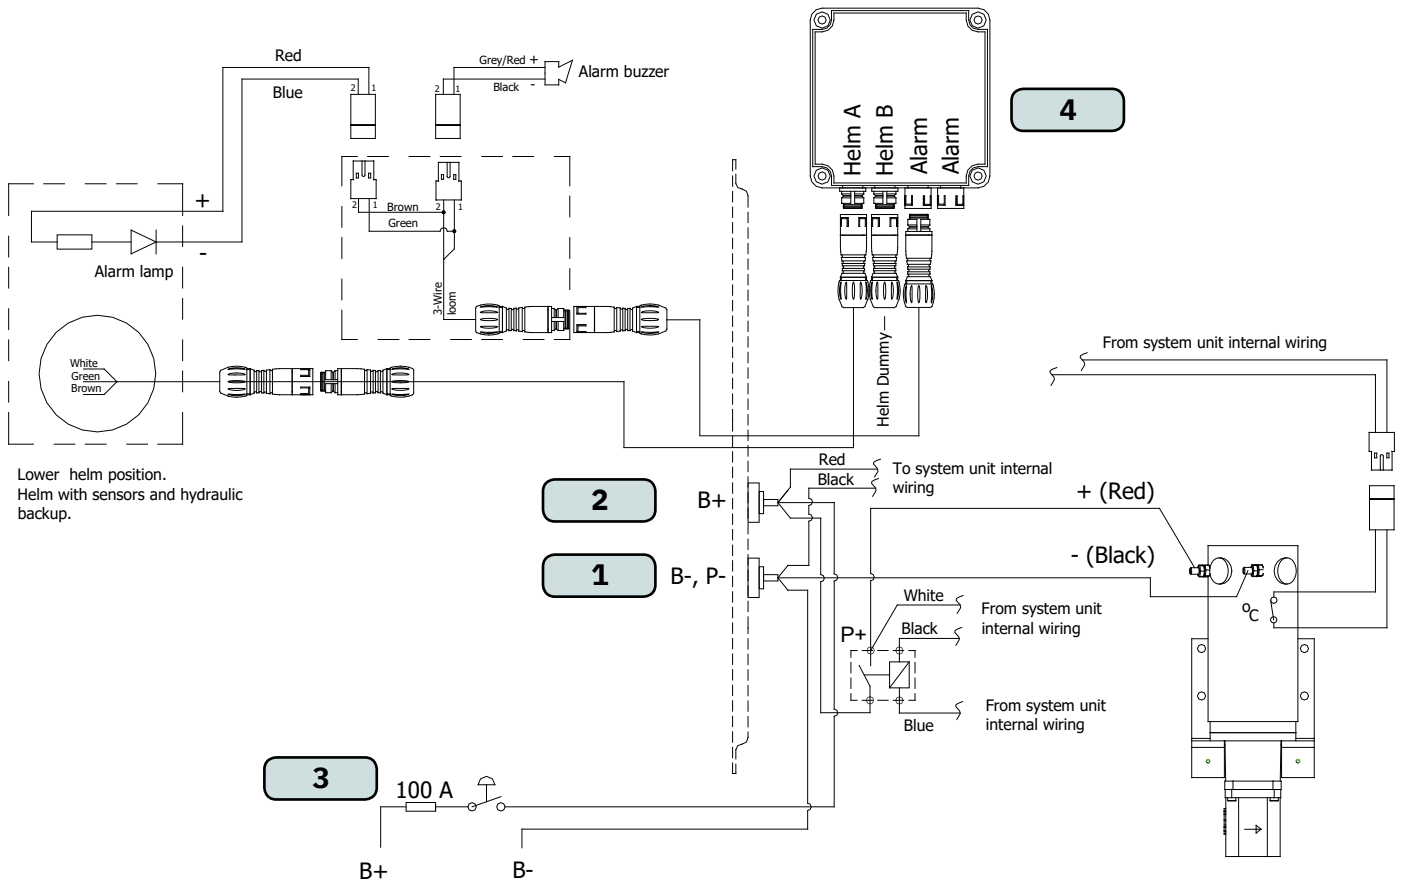 Red
Blue
2 1
Grey/Red +
Black -
Alarm buzzer
2 1
Helm A
Helm B
Alarm
Alarm
4
2 1
Brown
Green
2 1
3-Wire
loom
+
-
Alarm lamp
White
Green
Brown
Lower helm position.
Helm with sensors and hydraulic
backup.
Helm Dummy
From system unit internal wiring
Red
Black
To system unit internal
wiring
2
B+
+ (Red)
1
B-, P-
- (Black)
°C
White
From system unit
internal wiring
Black
P+
Blue
From system unit
internal wiring
3
100 A
B+
B-